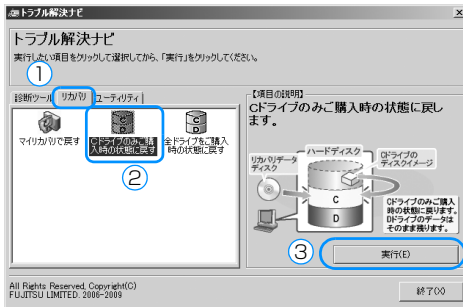 トラブル解決ナビ
トラブル解決ナビ
実行したい項目をクリックして選択してから、「実行」をクリックしてください。
①
診断ツール リカバリ ユーティリティ
マイリカバリで戻す
Cドライブのみご購
入時の状態に戻す
全ドライブをご購入
時の状態に戻す
②
【項目の説明】
Cドライブのみご購入時の状態に戻し
ます。
リカバリデータ
ディスク
ハードディスク
Cドライブの
ディスクイメージ
C
D
Cドライブのみご購入
時の状態に戻ります。
Dドライブのデータは
そのまま残ります。
③
実行(E)
All Rights Reserved, Copyright(C)
FUJITSU LIMITED. 2006-2009
終了(X)